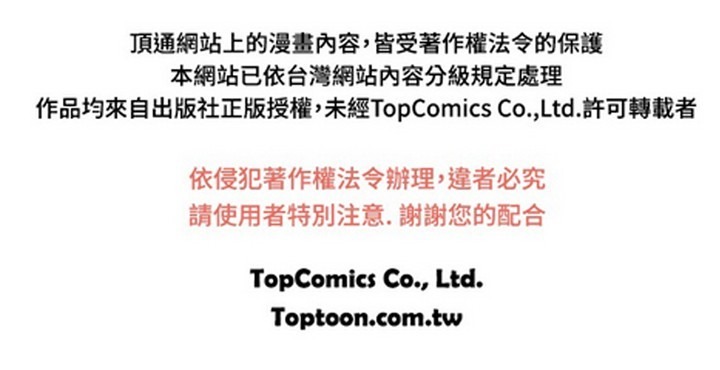 頂通網站上的漫畫內容，皆受著作權法令的保護
本網站已依台灣網站內容分級規定處理
作品均來自出版社正版授權，未經TopComics Co.,Ltd.許可轉載者
依侵犯著作權法令辦理，違者必究
請使用者特別注意. 謝謝您的配合
TopComics Co., Ltd.
Toptoon.com.tw